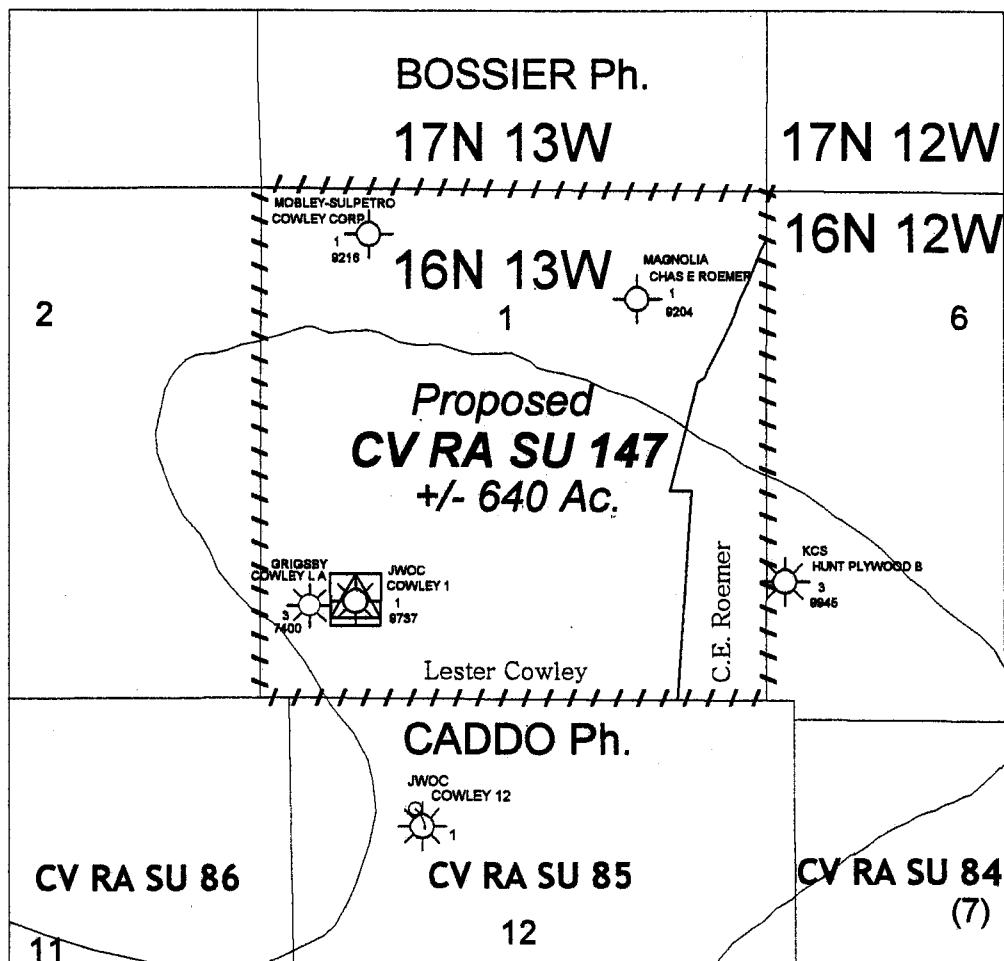 BOSSIER Ph.
17N 13W
17N 12W
MOBLEY-SULPETRO
COWLEY CORP
1
9216
16N 13W
16N 12W
MAGNOLIA
CHAS E ROEMER
1
9204
2
1
6
Proposed
CV RA SU 147
+/- 640 Ac.
GRIGSBY
COWLEY L A
3
7400
JWOC
COWLEY 1
1
9737
KCS
HUNT PLYWOOD B
3
9945
C.E. Roemer
Lester Cowley
CADDO Ph.
JWOC
COWLEY 12
1
CV RA SU 86
CV RA SU 85
CV RA SU 84
(7)
11
12